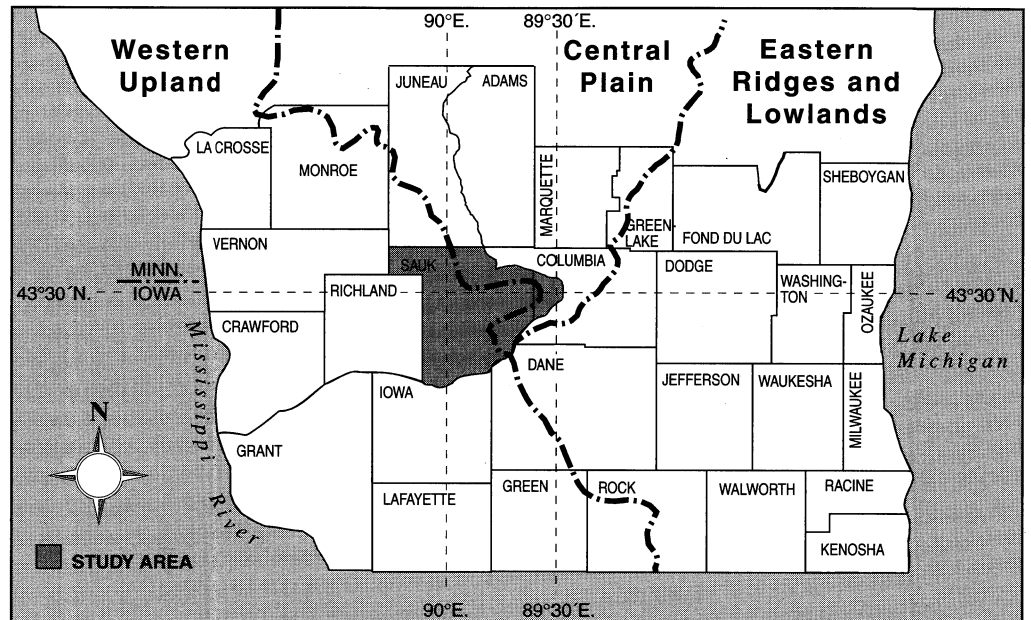 90°E.
89°30´E.
Western
Upland
Central
Plain
Eastern
Ridges and
Lowlands
JUNEAU
ADAMS
LA CROSSE
MONROE
MARQUETTE
SHEBOYGAN
GREEN
LAKE
FOND DU LAC
VERNON
SAUK
COLUMBIA
DODGE
MINN.
IOWA
43°30´N.
RICHLAND
WASHING-
TON
OZAUKEE
43°30´N.
CRAWFORD
Mississippi
River
Lake
Michigan
DANE
IOWA
JEFFERSON
WAUKESHA
MILWAUKEE
N
GRANT
LAFAYETTE
GREEN
ROCK
WALWORTH
RACINE
KENOSHA
STUDY AREA
90°E.
89°30´E.